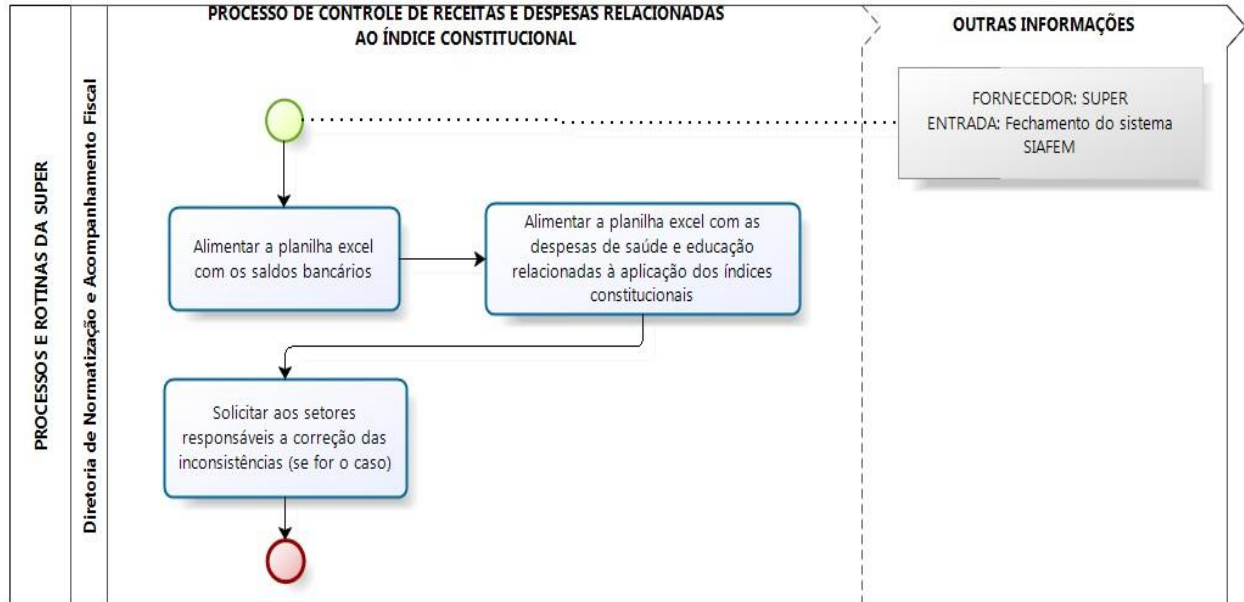 PROCESSO DE CONTROLE DE RECEITAS E DESPESAS RELACIONADAS
AO ÍNDICE CONSTITUCIONAL
OUTRAS INFORMAÇÕES
PROCESSOS E ROTINAS DA SUPER
Diretoria de Normatização e Acompanhamento Fiscal
FORNECEDOR: SUPER
ENTRADA: Fechamento do sistema
SIAFEM
Alimentar a planilha excel
com os saldos bancários
Alimentar a planilha excel com as
despesas de saúde e educação
relacionadas à aplicação dos índices
constitucionais
Solicitar aos setores
responsáveis a correção das
inconsistências (se for o caso)